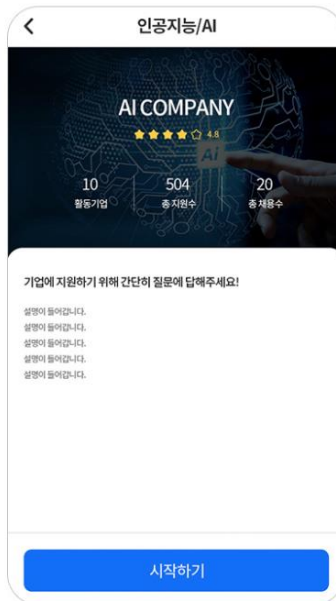 인공지능/AI
AI COMPANY
4.8
Ai
10 504 20
활동기업 총 지원수 총 채용수
기업에 지원하기 위해 간단히 질문에 답해주세요!
설명이 들어갑니다.
설명이 들어갑니다.
설명이 들어갑니다.
설명이 들어갑니다.
설명이 들어갑니다.
시작하기